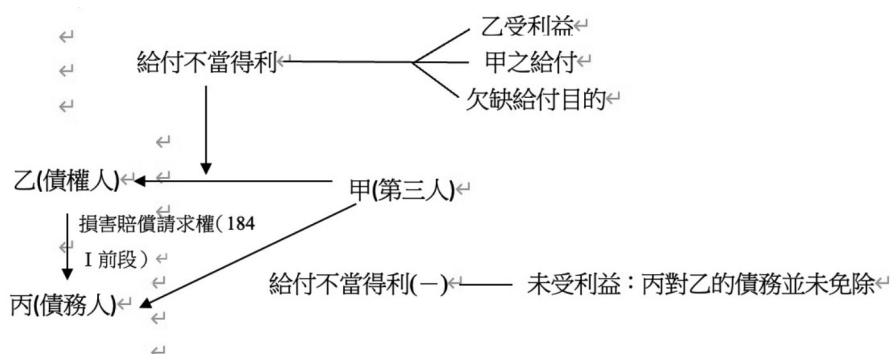 乙受利益
給付不當得利
甲之給付
欠缺給付目的
乙(債權人)
甲(第三人)
損害賠償請求權(184
I 前段)
給付不當得利(－)
未受利益：丙對乙的債務並未免除
丙(債務人)